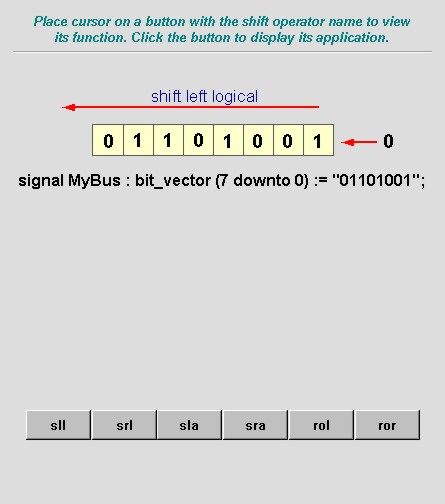 Place cursor on a button with the shift operator name to view
its function. Click the button to display its application.
shift left logical
0 1 1 0 1 0 0 1 0
signal MyBus : bit_vector (7 downto 0) := "01101001";
sll srl sla sra rol ror